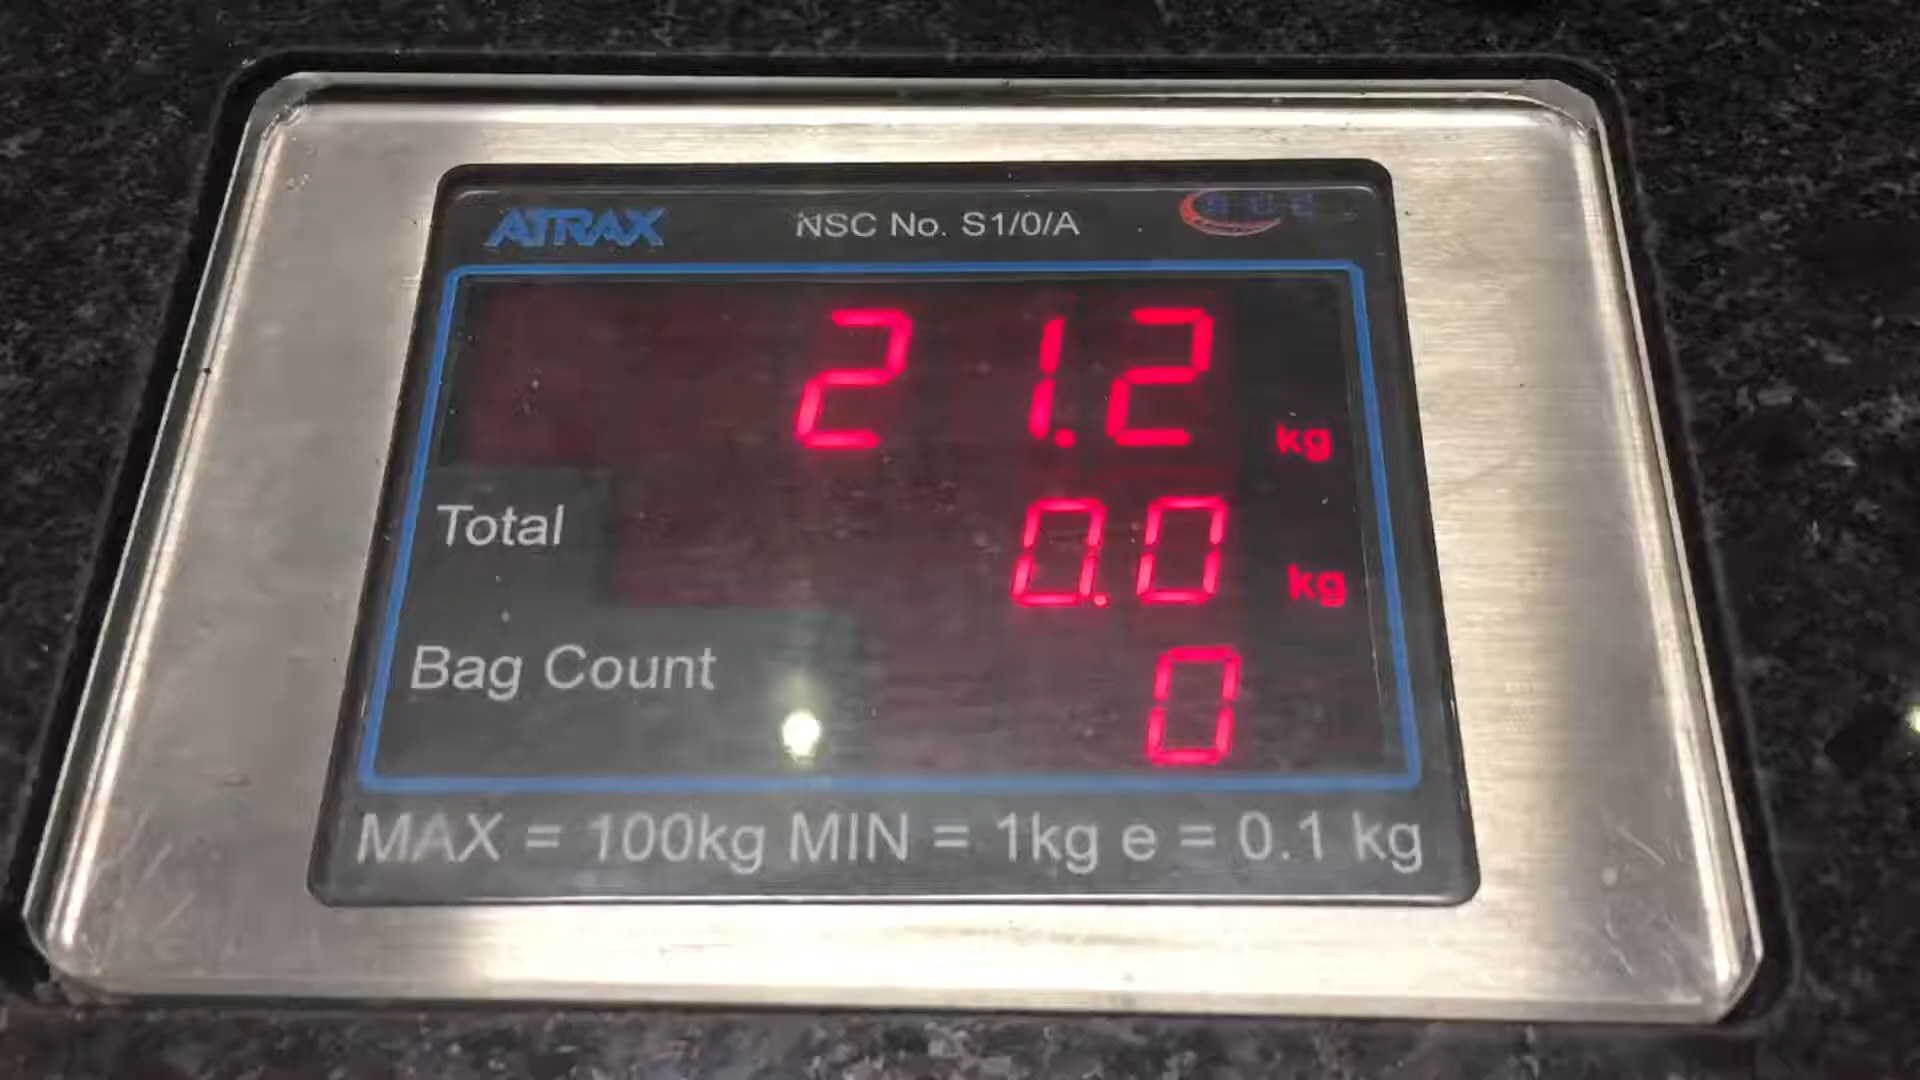 ATRAX NSC No. S1/0/A
21.2 kg
Total 0.0 kg
Bag Count 0
MAX = 100kg MIN = 1kg e = 0.1 kg